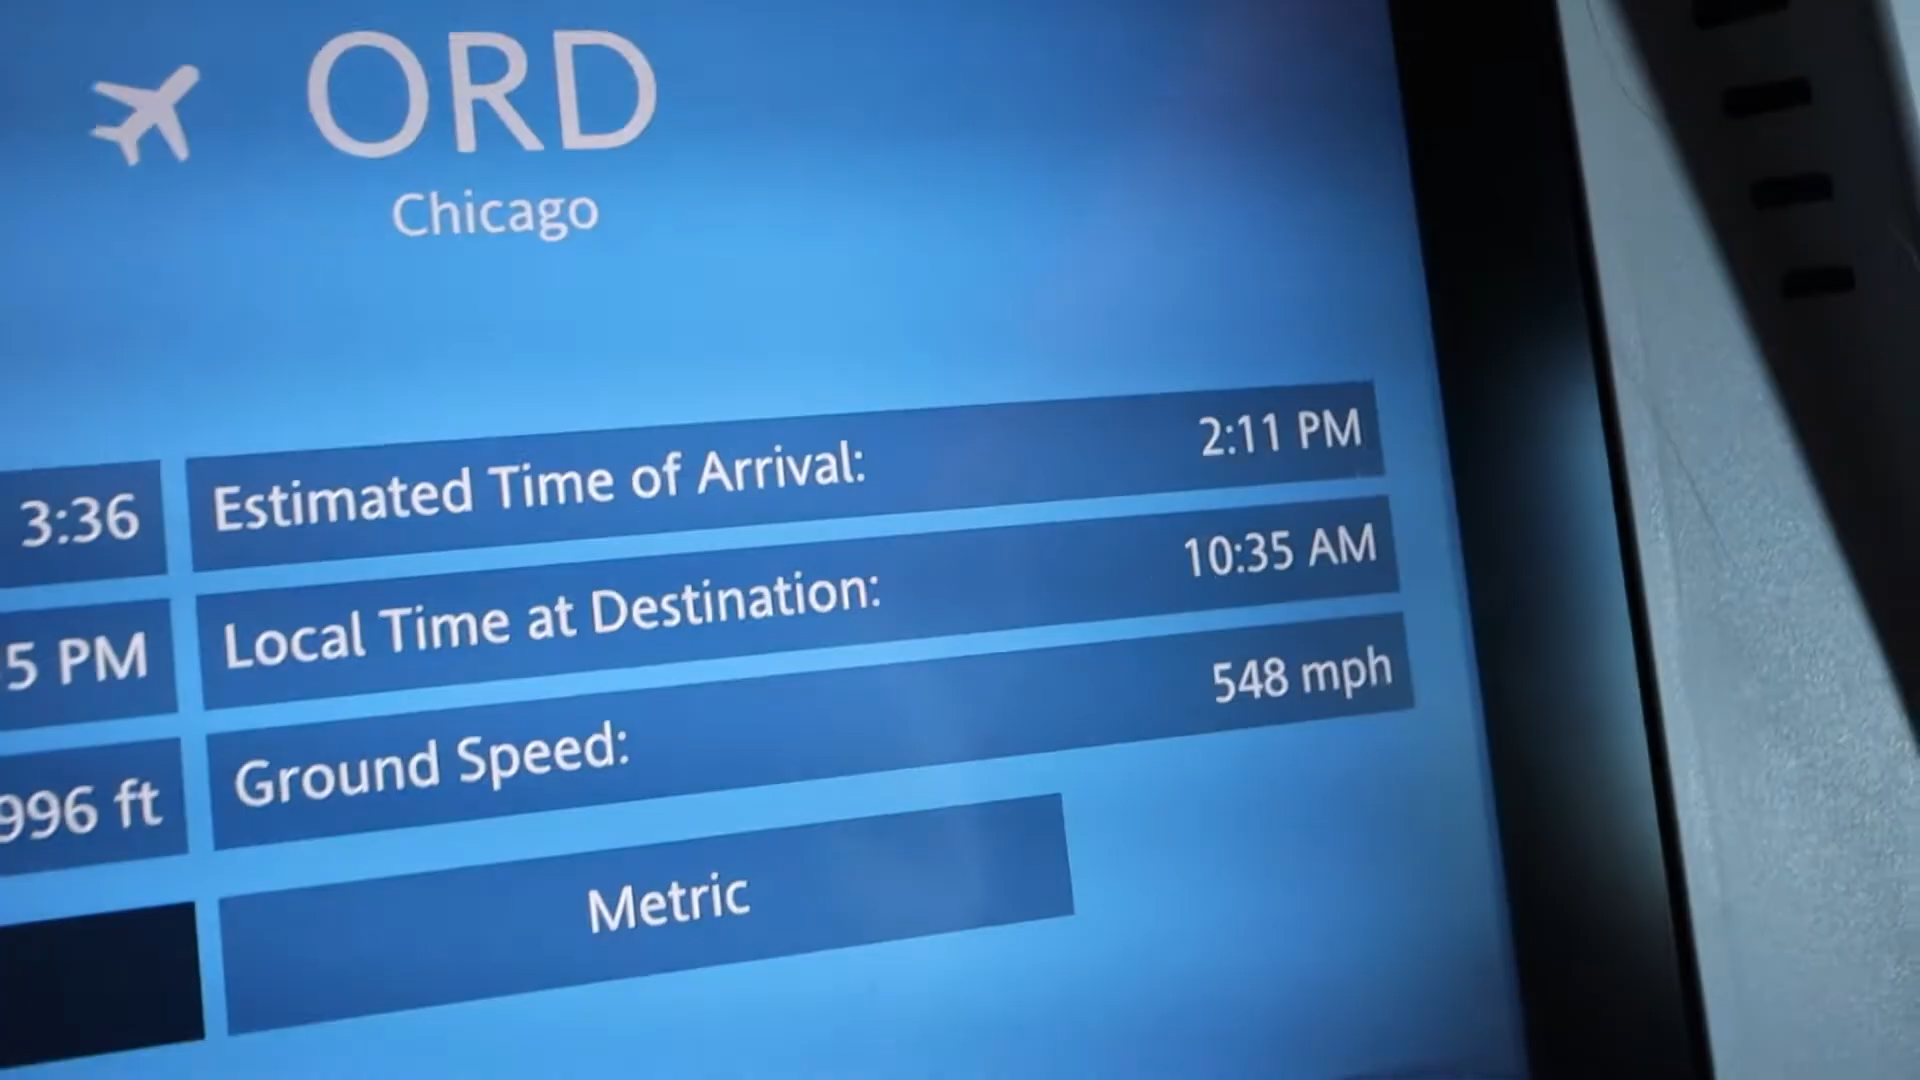 ORD
Chicago
3:36
Estimated Time of Arrival: 2:11 PM
5 PM
Local Time at Destination: 10:35 AM
996 ft
Ground Speed: 548 mph
Metric